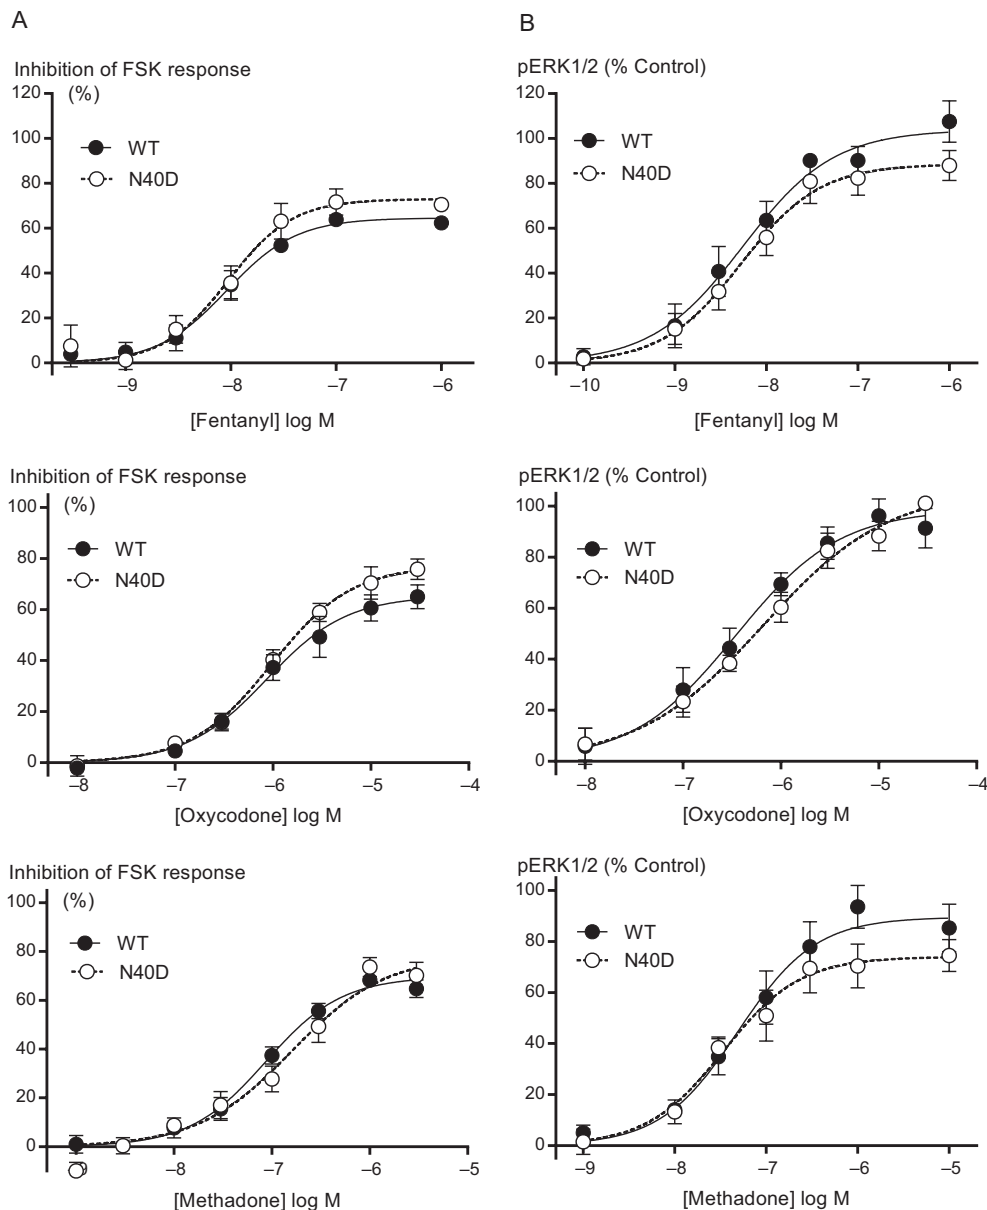 A
B
Inhibition of FSK response
(%)
120
100
80
60
40
20
0
WT
N40D
–9
–8
–7
–6
[Fentanyl] log M
pERK1/2 (% Control)
120
100
80
60
40
20
0
WT
N40D
–10
–9
–8
–7
–6
[Fentanyl] log M
Inhibition of FSK response
(%)
100
80
60
40
20
0
WT
N40D
–8
–7
–6
–5
–4
[Oxycodone] log M
pERK1/2 (% Control)
100
80
60
40
20
0
WT
N40D
–8
–7
–6
–5
–4
[Oxycodone] log M
Inhibition of FSK response
(%)
100
80
60
40
20
0
WT
N40D
–8
–7
–6
–5
[Methadone] log M
pERK1/2 (% Control)
100
80
60
40
20
0
WT
N40D
–9
–8
–7
–6
–5
[Methadone] log M